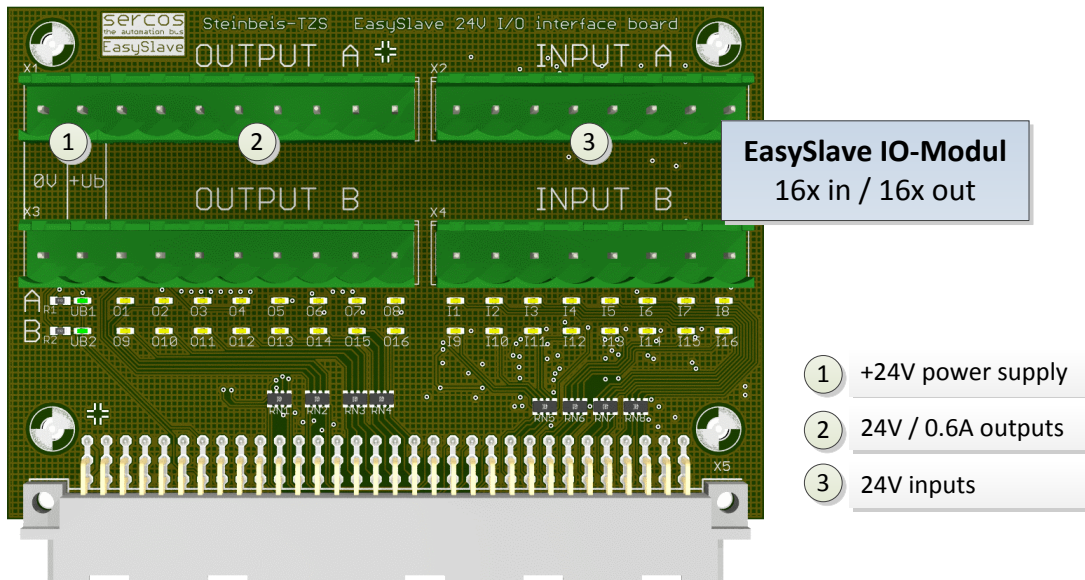 sercos
the automation bus
EasySlave
Steinbeis-TZS EasySlave 24V I/O interface board
OUTPUT A
INPUT A
X1
X2
1
2
3
EasySlave IO-Modul
16x in / 16x out
0V +Ub
OUTPUT B
INPUT B
X3
X4
A R1 UB1 O1 O2 O3 O4 O5 O6 O7 O8 I1 I2 I3 I4 I5 I6 I7 I8
B R2 UB2 O9 O10 O11 O12 O13 O14 O15 O16 I9 I10 I11 I12 I13 I14 I15 I16
RN1 RN2 RN3 RN4 RN5 RN6 RN7 RN8
X5
1 +24V power supply
2 24V / 0.6A outputs
3 24V inputs